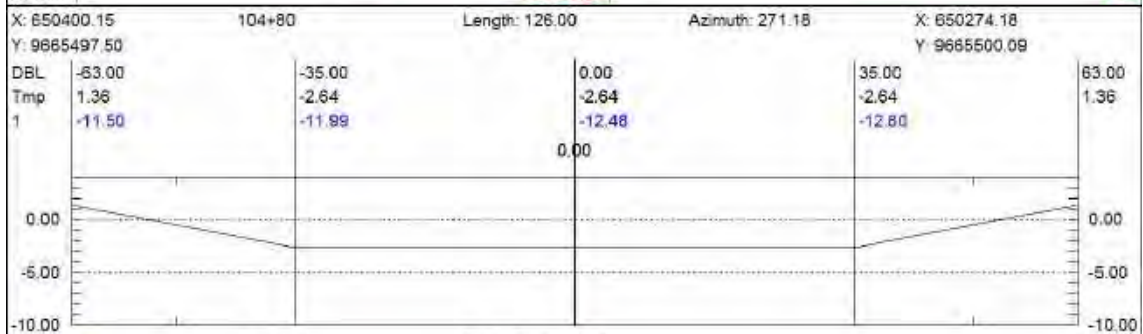 X: 650400.15 104+80 Length: 126.00 Azimuth: 271.18 X: 650274.18
Y: 9665497.50 Y: 9665500.09
DBL -63.00 -35.00 0.00 35.00 63.00
Tmp 1.36 -2.64 -2.64 -2.64 1.36
1 -11.50 -11.99 -12.48 -12.80
0.00
0.00 0.00
-5.00 -5.00
-10.00 -10.00